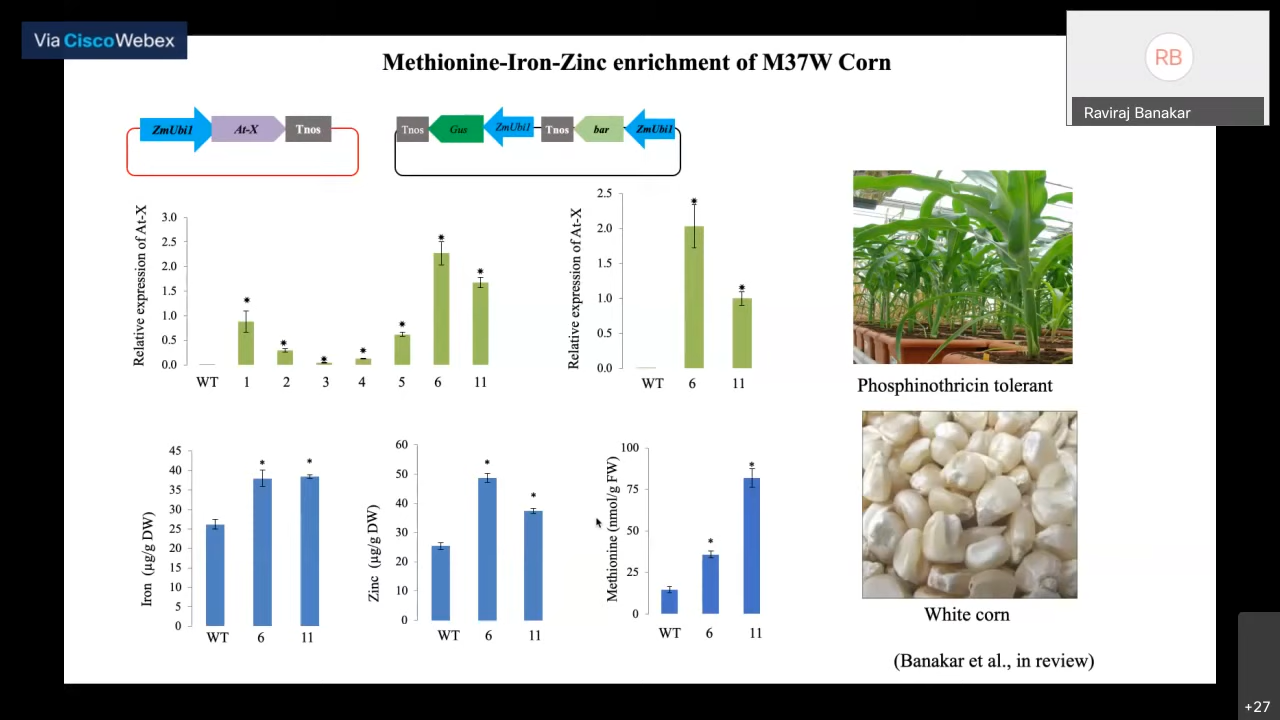 Via CiscoWebex
Methionine-Iron-Zinc enrichment of M37W Corn
RB
Raviraj Banakar
ZmUbi1 At-X Tnos
Tnos Gus ZmUbi1 Tnos bar ZmUbi1
Relative expression of At-X
3.0
2.5
2.0
1.5
1.0
0.5
0.0
* * * * * * *
WT 1 2 3 4 5 6 11
Relative expression of At-X
2.5
2.0
1.5
1.0
0.5
0.0
* *
WT 6 11
Phosphinothricin tolerant
Iron (µg/g DW)
45
40
35
30
25
20
15
10
5
0
* *
WT 6 11
Zinc (µg/g DW)
60
50
40
30
20
10
0
* *
WT 6 11
Methionine (nmol/g FW)
100
75
50
25
0
* *
WT 6 11
White corn
(Banakar et al., in review)
+27